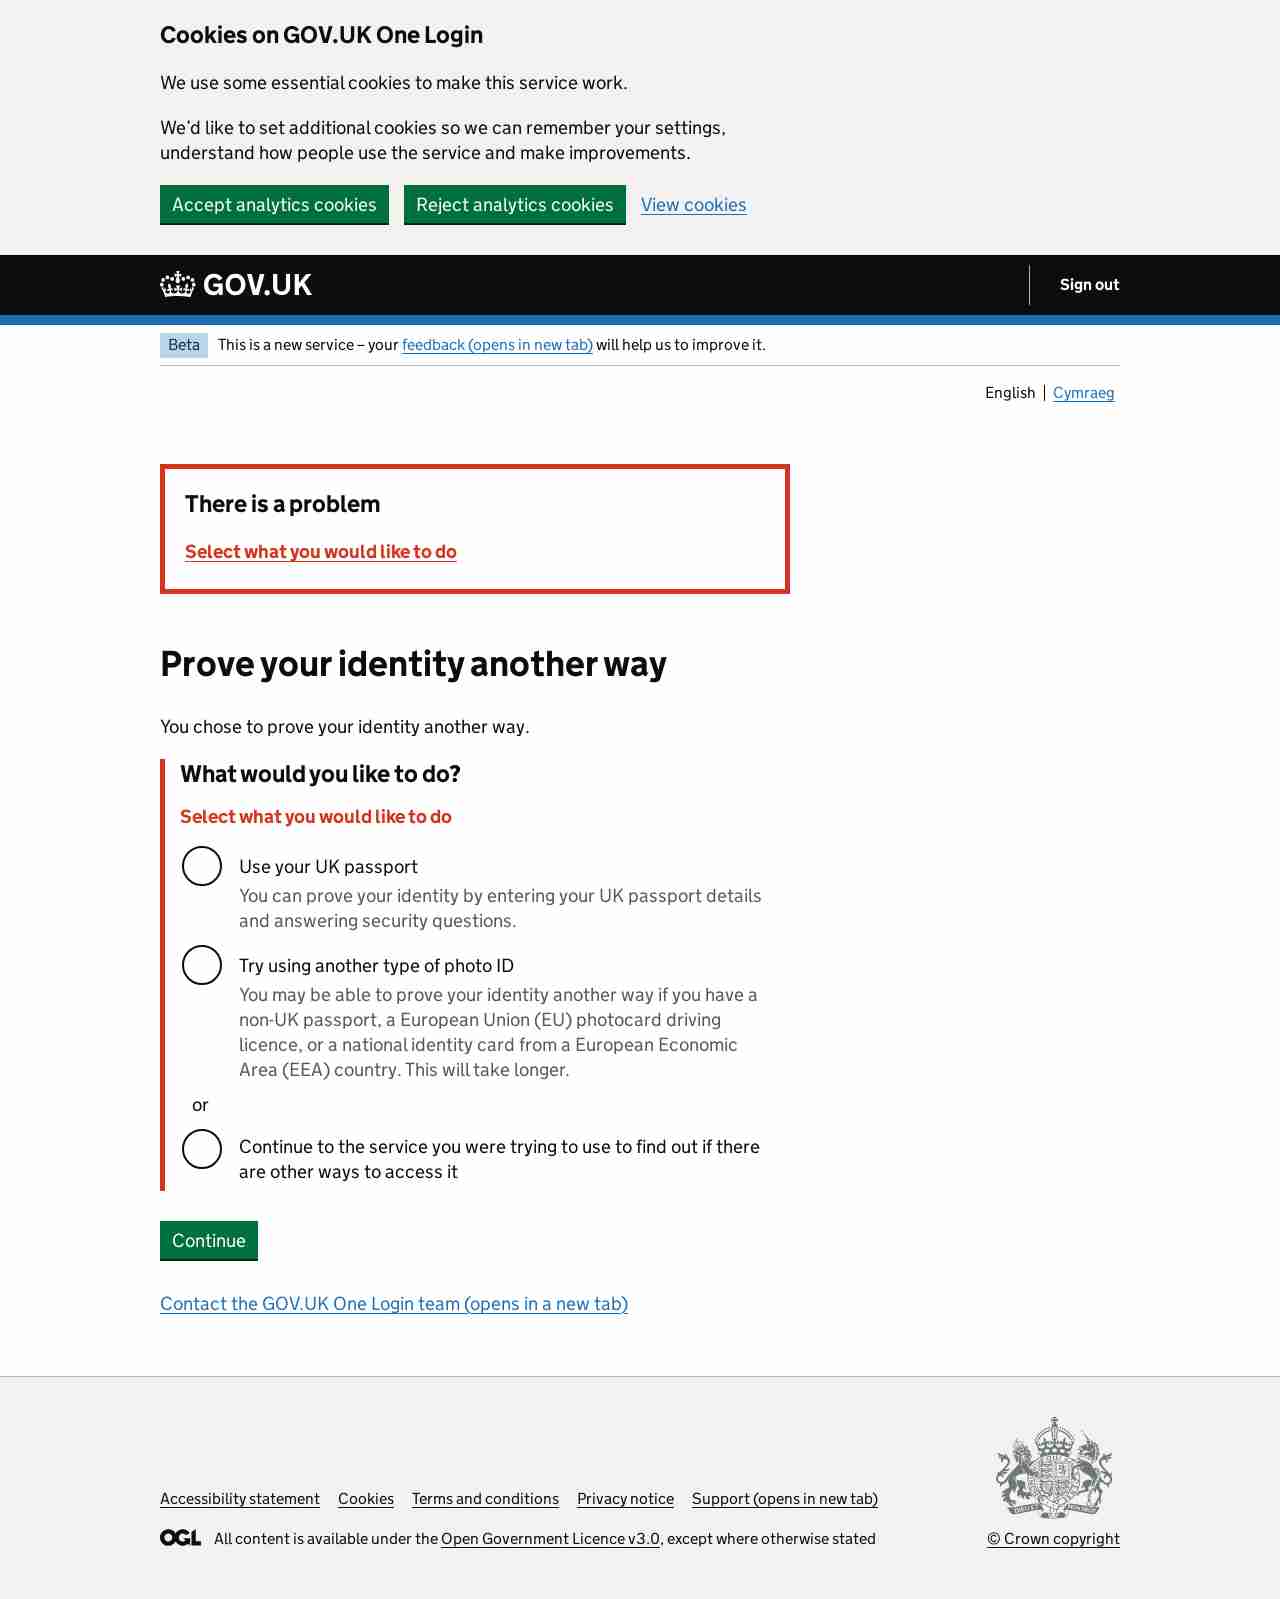 Cookies on GOV.UK One Login
We use some essential cookies to make this service work.
We’d like to set additional cookies so we can remember your settings,
understand how people use the service and make improvements.
Accept analytics cookies Reject analytics cookies View cookies
GOV.UK Sign out
Beta This is a new service – your feedback (opens in new tab) will help us to improve it.
English Cymraeg
There is a problem
Select what you would like to do
Prove your identity another way
You chose to prove your identity another way.
What would you like to do?
Select what you would like to do
Use your UK passport
You can prove your identity by entering your UK passport details
and answering security questions.
Try using another type of photo ID
You may be able to prove your identity another way if you have a
non-UK passport, a European Union (EU) photocard driving
licence, or a national identity card from a European Economic
Area (EEA) country. This will take longer.
or
Continue to the service you were trying to use to find out if there
are other ways to access it
Continue
Contact the GOV.UK One Login team (opens in a new tab)
Accessibility statement Cookies Terms and conditions Privacy notice Support (opens in new tab)
OGL All content is available under the Open Government Licence v3.0, except where otherwise stated
© Crown copyright